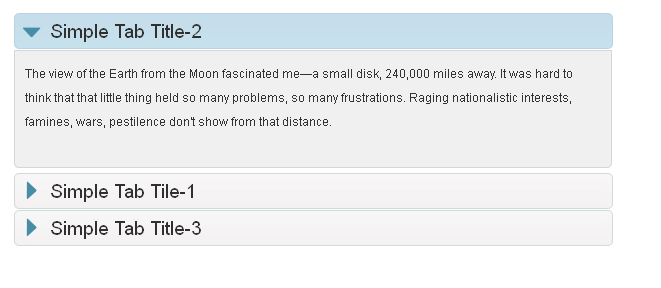 Simple Tab Title-2
The view of the Earth from the Moon fascinated me—a small disk, 240,000 miles away. It was hard to
think that that little thing held so many problems, so many frustrations. Raging nationalistic interests,
famines, wars, pestilence don't show from that distance.
Simple Tab Tile-1
Simple Tab Title-3